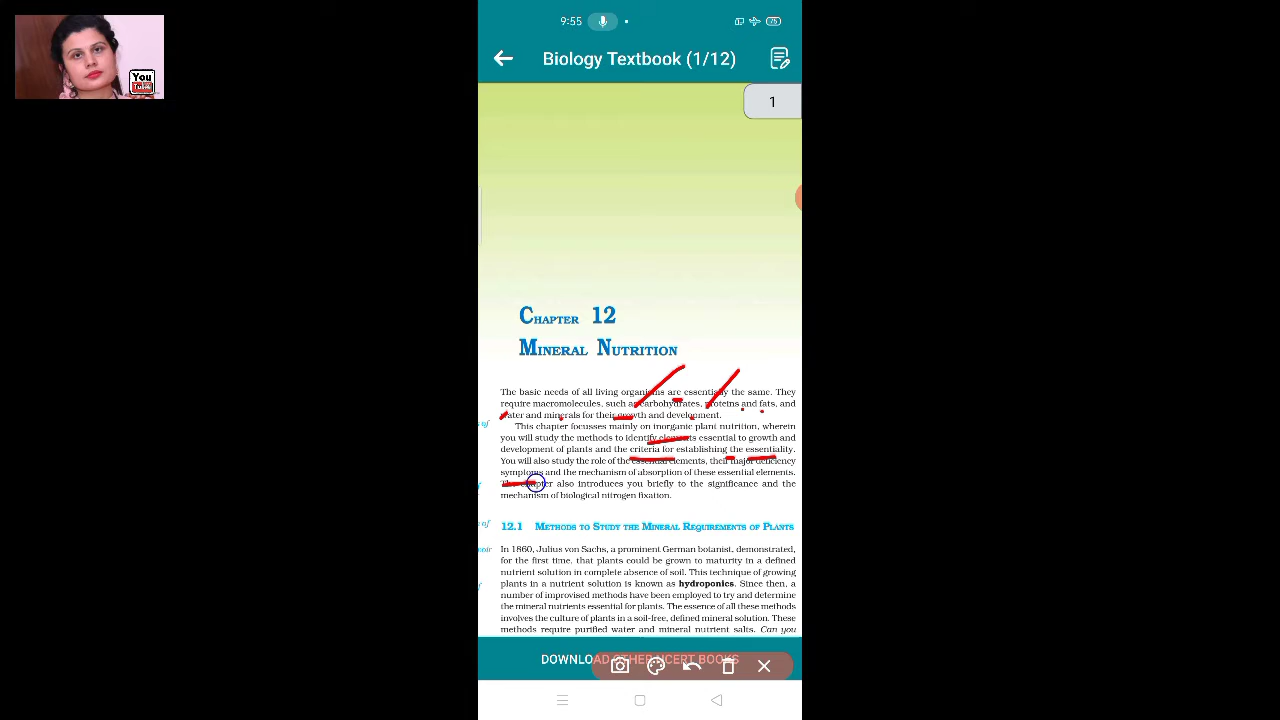 You
Tube
9:55
75
Biology Textbook (1/12)
1
CHAPTER 12
MINERAL NUTRITION
The basic needs of all living organisms are essentially the same. They
require macromolecules, such as carbohydrates, proteins and fats, and
water and minerals for their growth and development.
This chapter focusses mainly on inorganic plant nutrition, wherein
you will study the methods to identify elements essential to growth and
development of plants and the criteria for establishing the essentiality.
You will also study the role of the essential elements, their major deficiency
symptoms and the mechanism of absorption of these essential elements.
The chapter also introduces you briefly to the significance and the
mechanism of biological nitrogen fixation.
s of
f
s of
noir
f
12.1 METHODS TO STUDY THE MINERAL REQUIREMENTS OF PLANTS
In 1860, Julius von Sachs, a prominent German botanist, demonstrated,
for the first time, that plants could be grown to maturity in a defined
nutrient solution in complete absence of soil. This technique of growing
plants in a nutrient solution is known as hydroponics. Since then, a
number of improvised methods have been employed to try and determine
the mineral nutrients essential for plants. The essence of all these methods
involves the culture of plants in a soil-free, defined mineral solution. These
methods require purified water and mineral nutrient salts. Can you
DOWNLOAD OTHER NCERT BOOKS